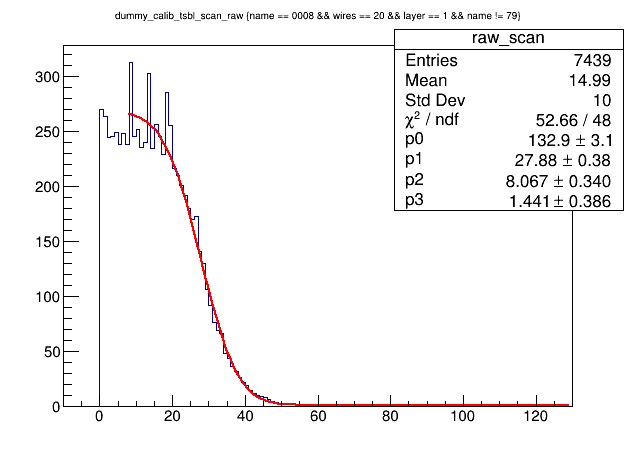 dummy_calib_tsbl_scan_raw {name == 0008 && wires == 20 && layer == 1 && name != 79}
raw_scan
Entries 7439
Mean 14.99
Std Dev 10
χ² / ndf 52.66 / 48
p0 132.9 ± 3.1
p1 27.88 ± 0.38
p2 8.067 ± 0.340
p3 1.441 ± 0.386
300
250
200
150
100
50
0
0 20 40 60 80 100 120